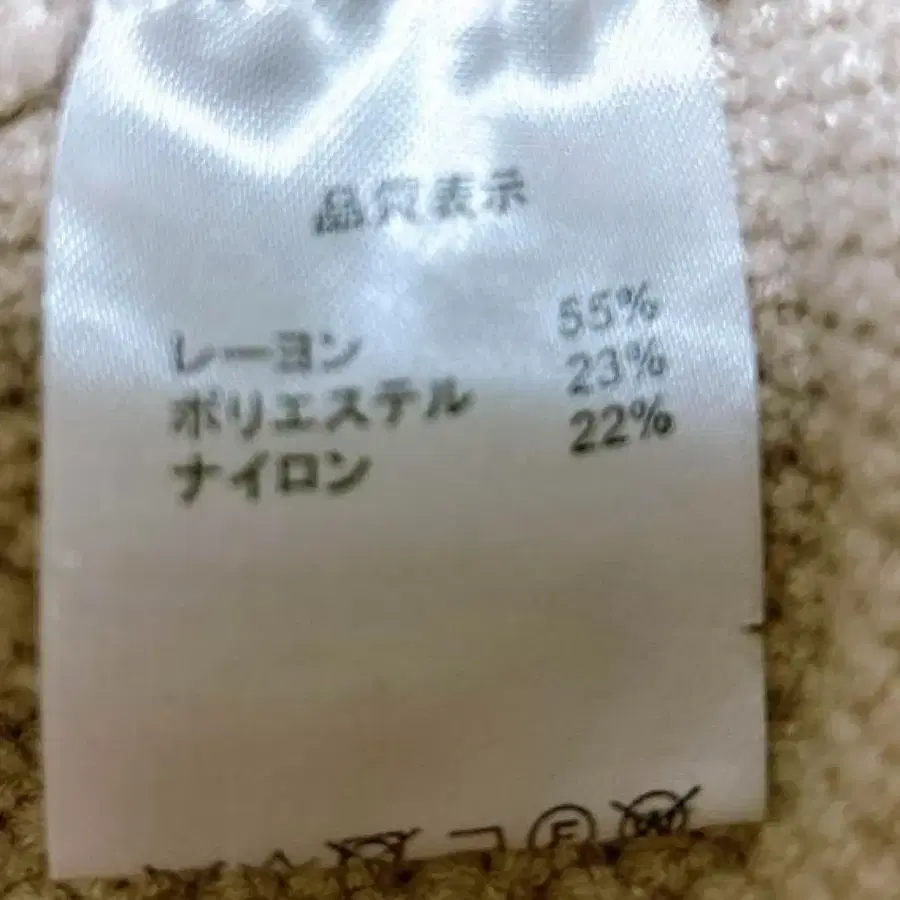 品質表示
レーヨン 55%
ポリエステル 23%
ナイロン 22%
F W